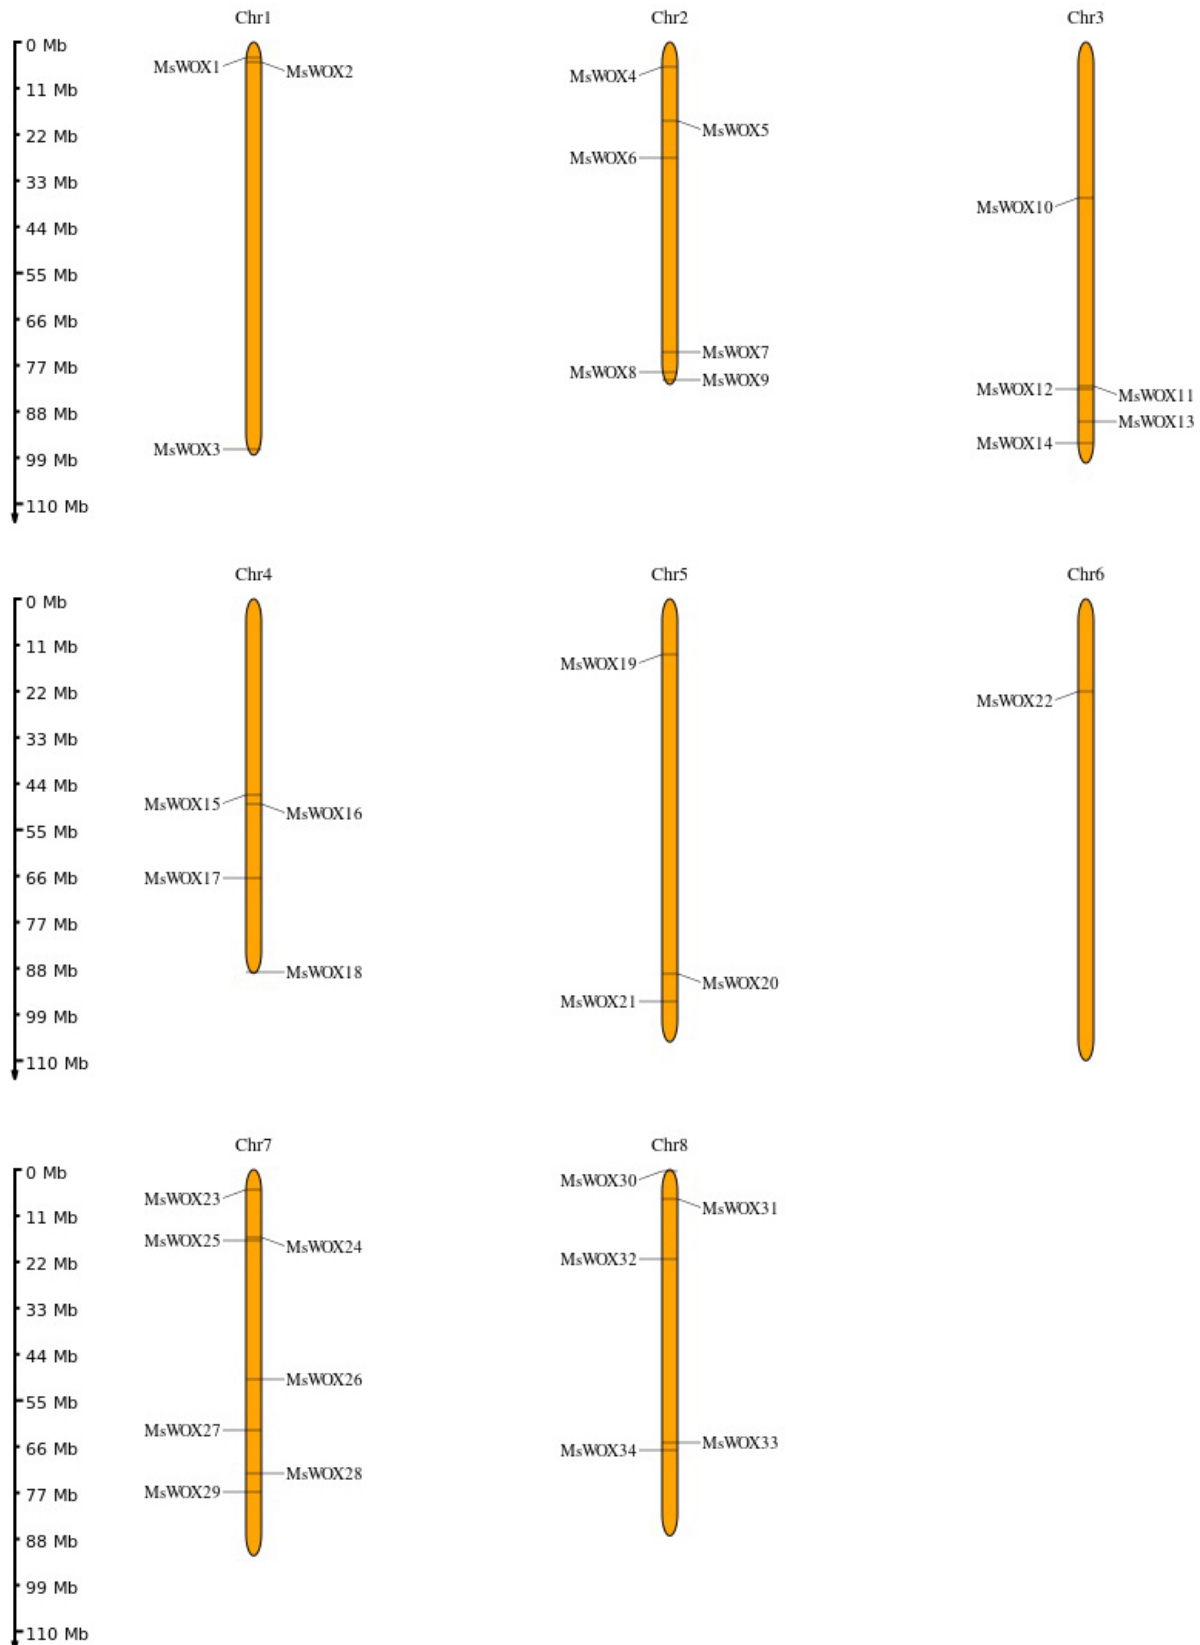 Chr1 Chr2 Chr3
0 Mb
MsWOX1 MsWOX2 MsWOX4
11 Mb
22 Mb MsWOX5
MsWOX6
33 Mb
MsWOX10
44 Mb
55 Mb
66 Mb
MsWOX7
77 Mb MsWOX8 MsWOX9
MsWOX12 MsWOX11
88 Mb MsWOX13
MsWOX3 MsWOX14
99 Mb
110 Mb
Chr4 Chr5 Chr6
0 Mb
11 Mb MsWOX19
22 Mb MsWOX22
33 Mb
44 Mb
MsWOX15 MsWOX16
55 Mb
66 Mb MsWOX17
77 Mb
88 Mb MsWOX18 MsWOX20
99 Mb MsWOX21
110 Mb
Chr7 Chr8
0 Mb MsWOX30
MsWOX23 MsWOX31
11 Mb
MsWOX25 MsWOX24
22 Mb MsWOX32
33 Mb
44 Mb
MsWOX26
55 Mb
MsWOX27 MsWOX33
66 Mb MsWOX34
MsWOX28
77 Mb MsWOX29
88 Mb
99 Mb
110 Mb